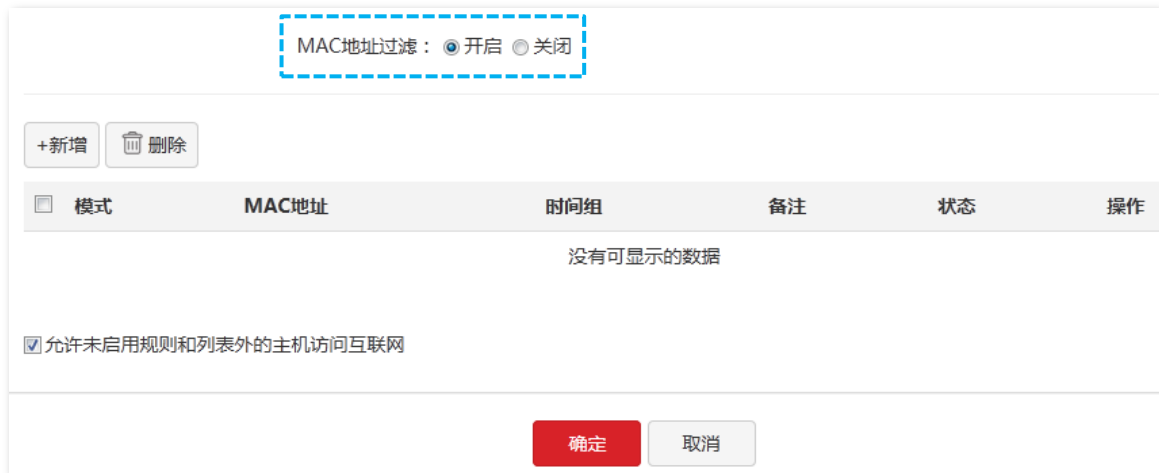 MAC地址过滤： 开启 关闭
+新增 删除
模式 MAC地址 时间组 备注 状态 操作
没有可显示的数据
允许未启用规则和列表外的主机访问互联网
确定 取消